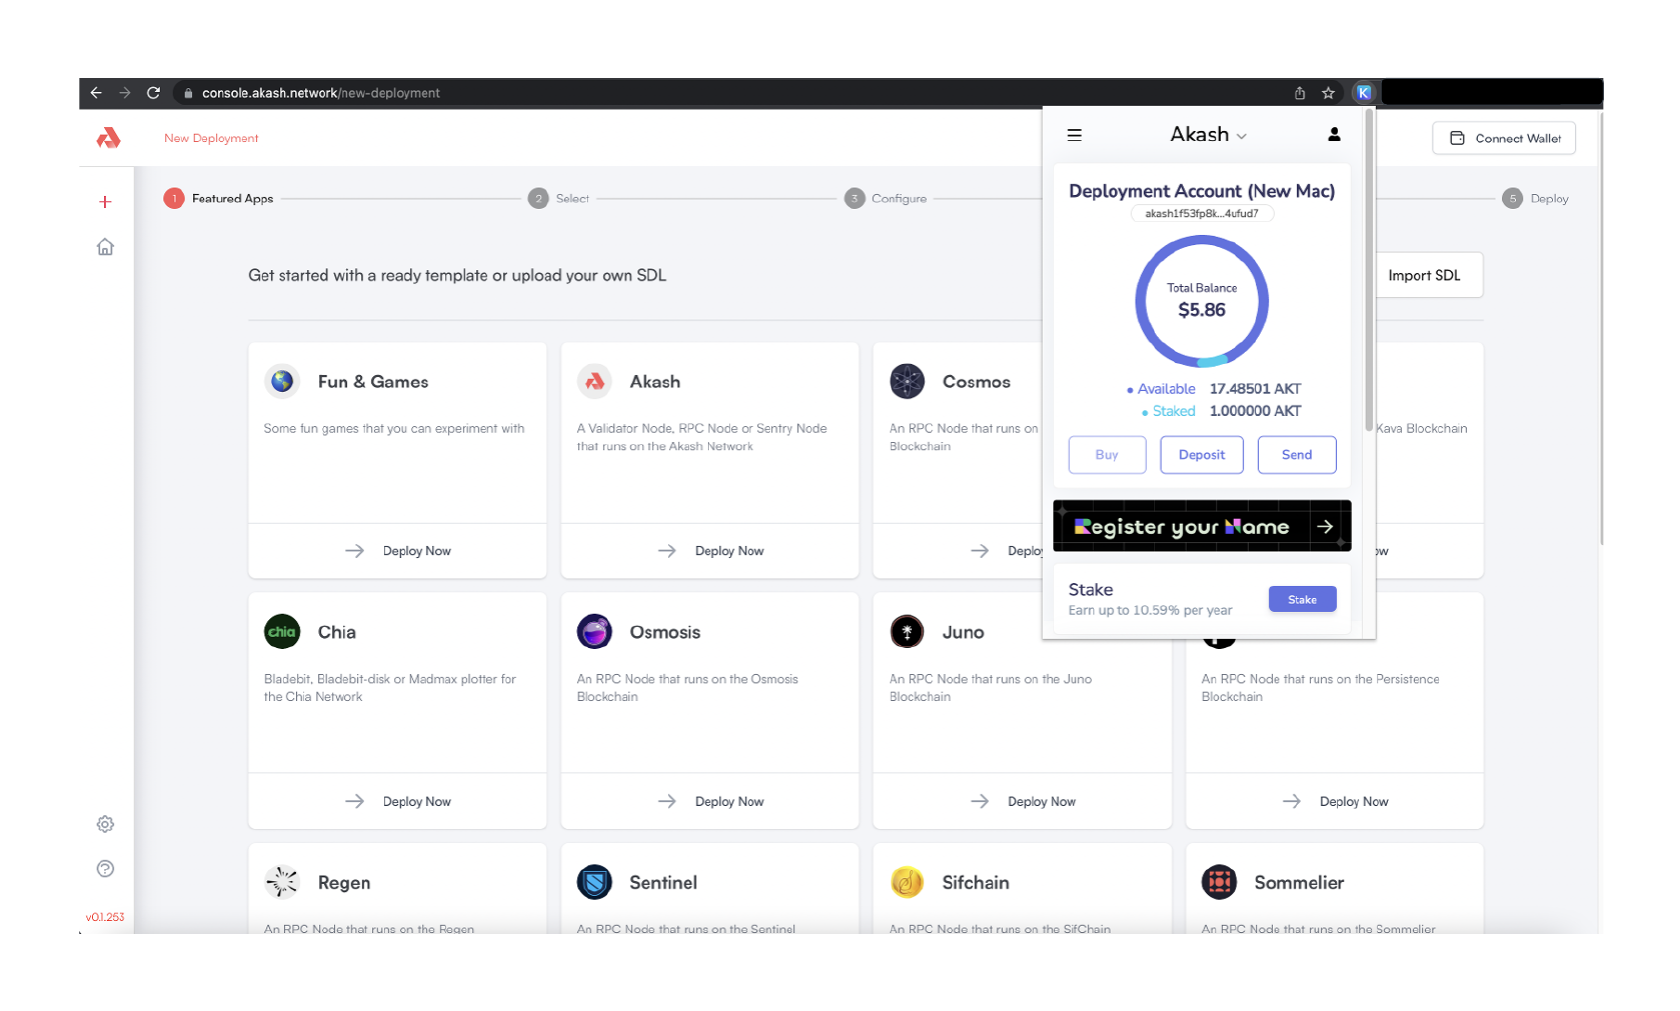 console.akash.network/new-deployment
K
New Deployment
Akash
Connect Wallet
1 Featured Apps
2 Select
3 Configure
5 Deploy
Deployment Account (New Mac)
akash1f53fp8k...4ufud7
Get started with a ready template or upload your own SDL
Import SDL
Total Balance
$5.86
Available 17.48501 AKT
Staked 1.000000 AKT
Buy
Deposit
Send
Register your Name
Stake
Earn up to 10.59% per year
Stake
Fun & Games
Some fun games that you can experiment with
Deploy Now
Akash
A Validator Node, RPC Node or Sentry Node
that runs on the Akash Network
Deploy Now
Cosmos
An RPC Node that runs on
Blockchain
Kava Blockchain
chia
Chia
Bladebit, Bladebit-disk or Madmax plotter for
the Chia Network
Deploy Now
Osmosis
An RPC Node that runs on the Osmosis
Blockchain
Deploy Now
Juno
An RPC Node that runs on the Juno
Blockchain
Deploy Now
An RPC Node that runs on the Persistence
Blockchain
Deploy Now
Regen
An RPC Node that runs on the Regen
Sentinel
An RPC Node that runs on the Sentinel
Sifchain
An RPC Node that runs on the SifChain
Sommelier
An RPC Node that runs on the Sommelier
v0.1.253